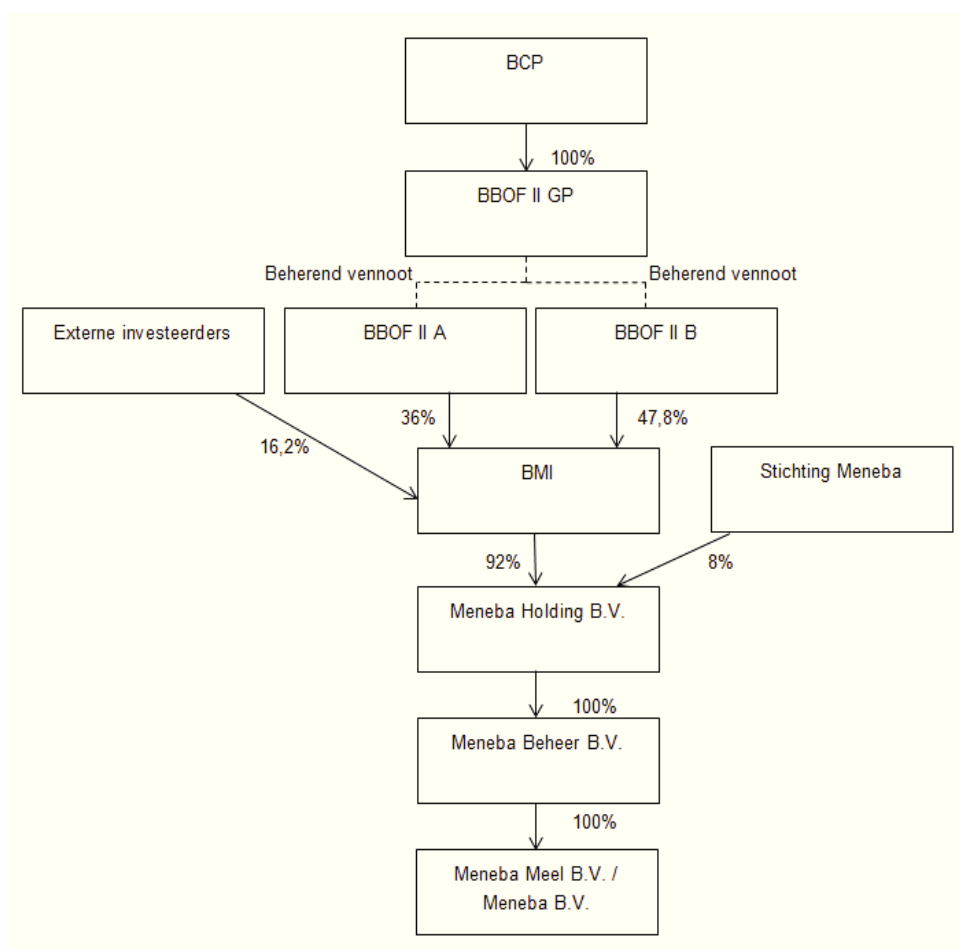 BCP
100%
BBOF II GP
Beherend vennoot
Beherend vennoot
Externe investeerders
BBOF II A
BBOF II B
16,2%
36%
47,8%
BMI
Stichting Meneba
92%
8%
Meneba Holding B.V.
100%
Meneba Beheer B.V.
100%
Meneba Meel B.V. /
Meneba B.V.